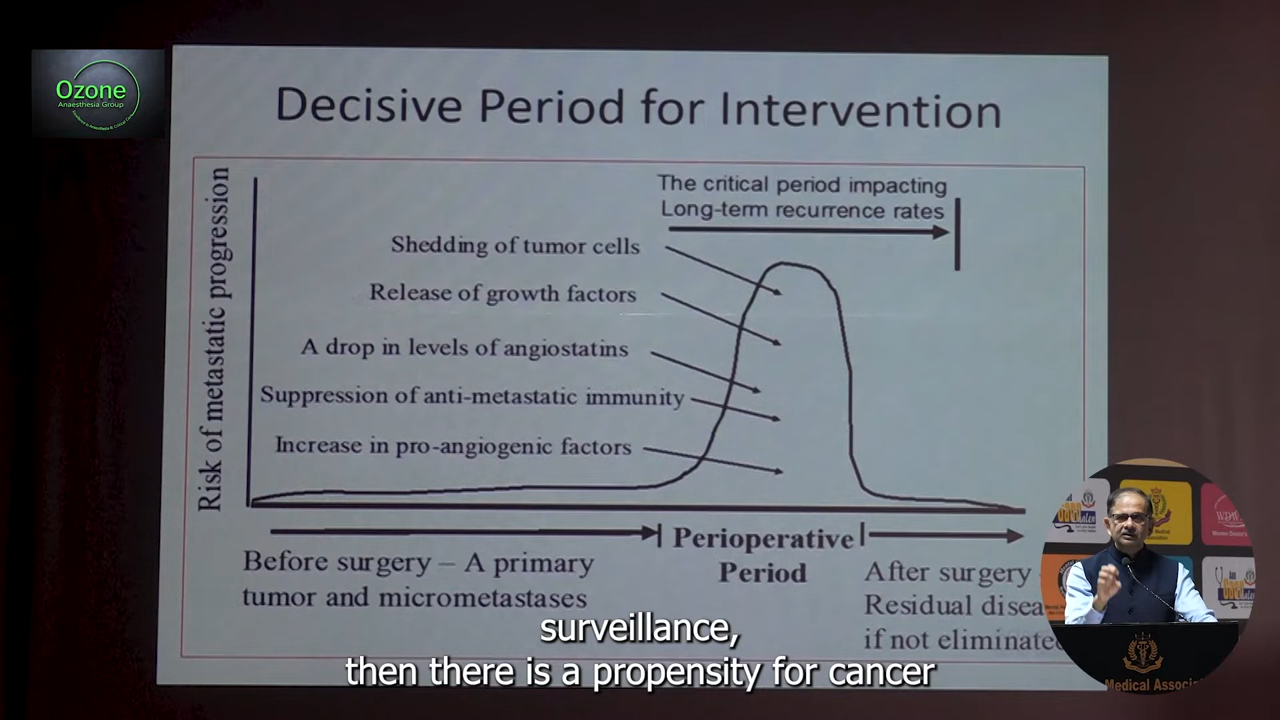 Ozone
Anaesthesia Group
Decisive Period for Intervention
Risk of metastatic progression
The critical period impacting
Long-term recurrence rates
Shedding of tumor cells
Release of growth factors
A drop in levels of angiostatins
Suppression of anti-metastatic immunity
Increase in pro-angiogenic factors
Before surgery – A primary
tumor and micrometastases
Perioperative
Period
After surgery
Residual disea
if not eliminated
surveillance,
then there is a propensity for cancer
Medical Associ